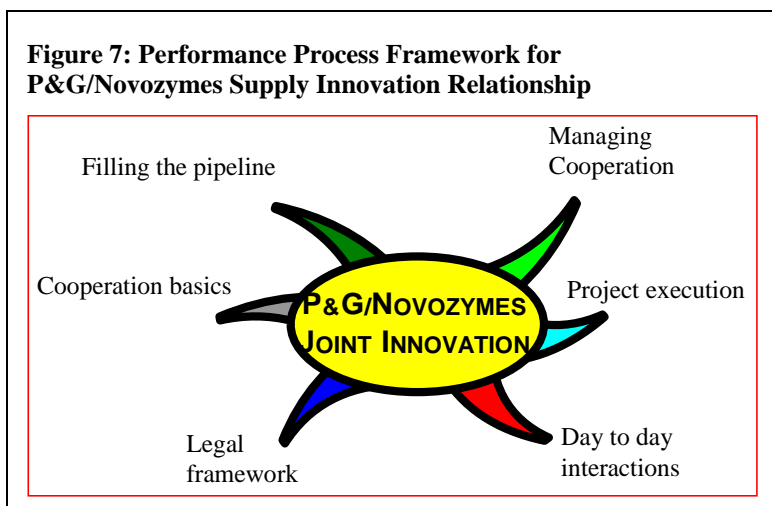 Figure 7: Performance Process Framework for
P&G/Novozymes Supply Innovation Relationship
Managing
Cooperation
Filling the pipeline
Cooperation basics
Project execution
P&G/NOVOZYMES
JOINT INNOVATION
Legal
framework
Day to day
interactions